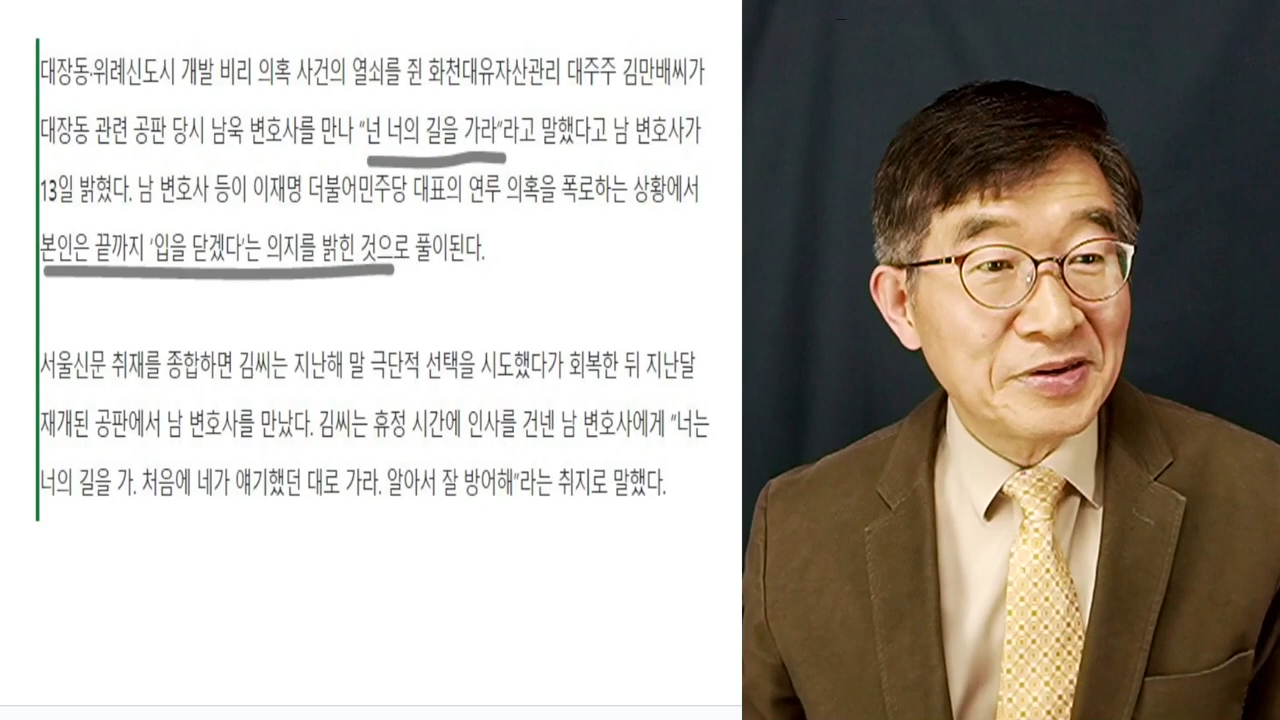 대장동·위례신도시 개발 비리 의혹 사건의 열쇠를 쥔 화천대유자산관리 대주주 김만배씨가
대장동 관련 공판 당시 남욱 변호사를 만나 “넌 너의 길을 가라”라고 말했다고 남 변호사가
13일 밝혔다. 남 변호사 등이 이재명 더불어민주당 대표의 연루 의혹을 폭로하는 상황에서
본인은 끝까지 ‘입을 닫겠다’는 의지를 밝힌 것으로 풀이된다.
서울신문 취재를 종합하면 김씨는 지난해 말 극단적 선택을 시도했다가 회복한 뒤 지난달
재개된 공판에서 남 변호사를 만났다. 김씨는 휴정 시간에 인사를 건넨 남 변호사에게 “너는
너의 길을 가. 처음에 네가 얘기했던 대로 가라. 알아서 잘 방어해”라는 취지로 말했다.